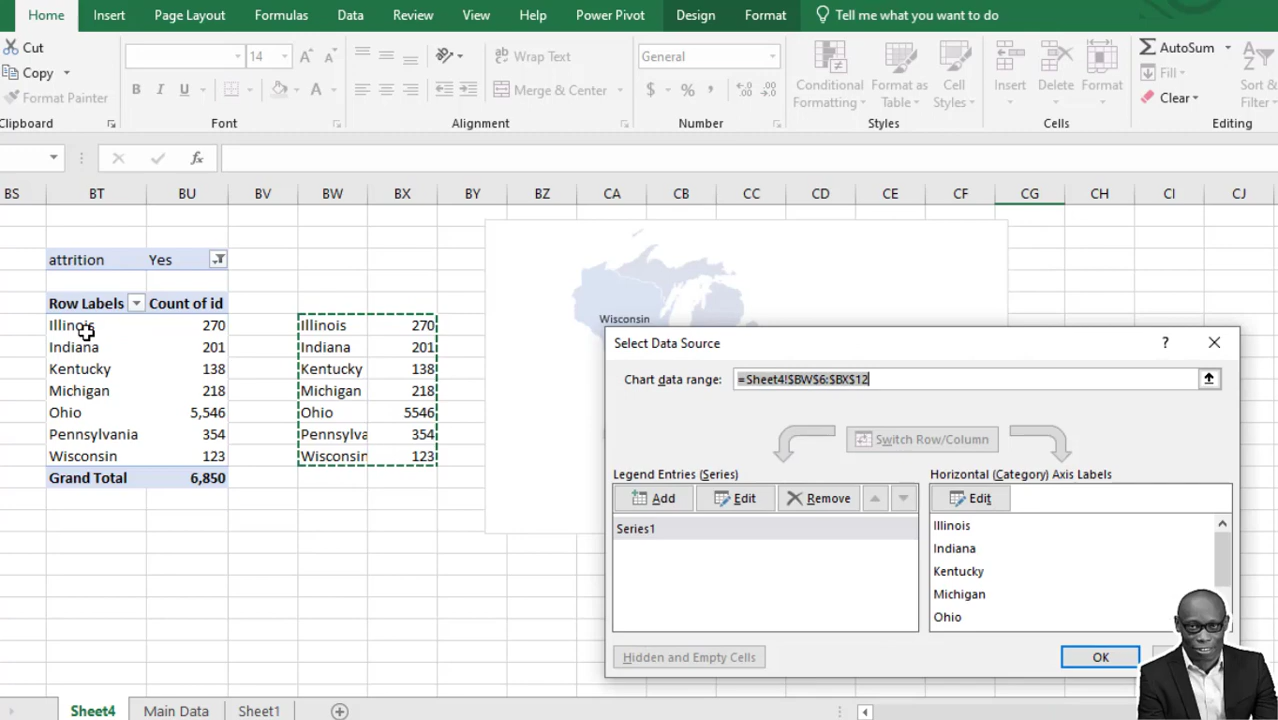 Home Insert Page Layout Formulas Data Review View Help Power Pivot Design Format Tell me what you want to do
Cut
Copy
Format Painter
Clipboard
14
B I U
Font
Wrap Text
Merge & Center
Alignment
General
$ % ,
Number
Conditional Formatting
Format as Table
Cell Styles
Styles
Insert Delete Format
Cells
AutoSum
Fill
Clear
Sort & Filter
Editing
fx
BS BT BU BV BW BX BY BZ CA CB CC CD CE CF CG CH CI CJ
attrition Yes
Row Labels Count of id
Illinois 270 Illinois 270
Indiana 201 Indiana 201
Kentucky 138 Kentucky 138
Michigan 218 Michigan 218
Ohio 5,546 Ohio 5546
Pennsylvania 354 Pennsylva 354
Wisconsin 123 Wisconsin 123
Grand Total 6,850
Wisconsin
Select Data Source ?
Chart data range: =Sheet4!$BW$6:$BX$12
Switch Row/Column
Legend Entries (Series)
Add Edit Remove
Series1
Horizontal (Category) Axis Labels
Edit
Illinois
Indiana
Kentucky
Michigan
Ohio
Hidden and Empty Cells
OK
Sheet4 Main Data Sheet1